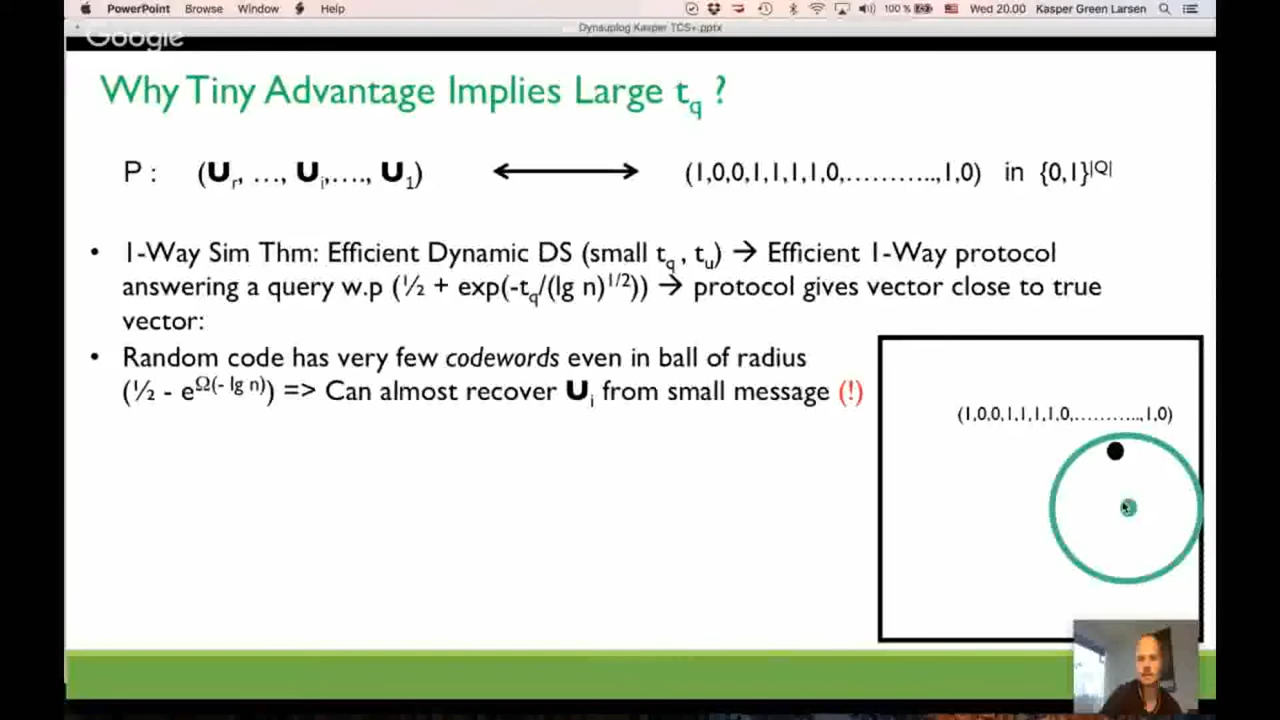 PowerPoint Browse Window Help 100 % Wed 20.00 Kasper Green Larsen
Dynauplog Kasper TCS+.pptx
Google
Why Tiny Advantage Implies Large tq ?
P : (Ur, …, Ui,…., U1) (1,0,0,1,1,1,1,0,………..,1,0) in {0,1}|Q|
• 1-Way Sim Thm: Efficient Dynamic DS (small tq , tu) → Efficient 1-Way protocol
answering a query w.p (½ + exp(-tq/(lg n)1/2)) → protocol gives vector close to true
vector:
• Random code has very few codewords even in ball of radius
(½ - eΩ(- lg n)) => Can almost recover Ui from small message (!)
(1,0,0,1,1,1,1,0,………..,1,0)